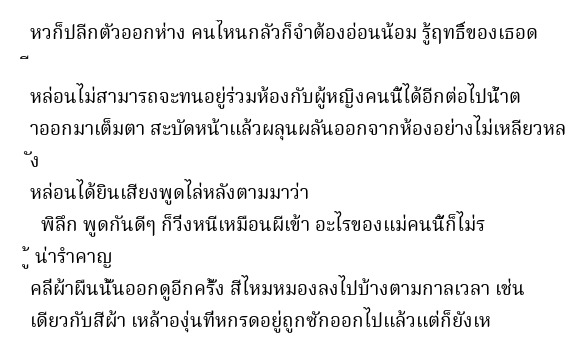 หวก็ปลีกตัวออกห่าง คนไหนกลัวก็จำต้องอ่อนน้อม รู้ฤทธิ์ของเธอด
ี
หล่อนไม่สามารถจะทนอยู่ร่วมห้องกับผู้หญิงคนนี้ได้อีกต่อไปน้ำต
าออกมาเต็มตา สะบัดหน้าแล้วผลุนผลันออกจากห้องอย่างไม่เหลียวหล
ัง
หล่อนได้ยินเสียงพูดไล่หลังตามมาว่า
พิลึก พูดกันดีๆ ก็วิ่งหนีเหมือนผีเข้า อะไรของแม่คนนี้ก็ไม่ร
ู้ น่ารำคาญ
คลี่ผ้าผืนนั้นออกดูอีกครั้ง สีไหมหมองลงไปบ้างตามกาลเวลา เช่น
เดียวกับสีผ้า เหล้าองุ่นที่หกรดอยู่ถูกซักออกไปแล้วแต่ก็ยังเห